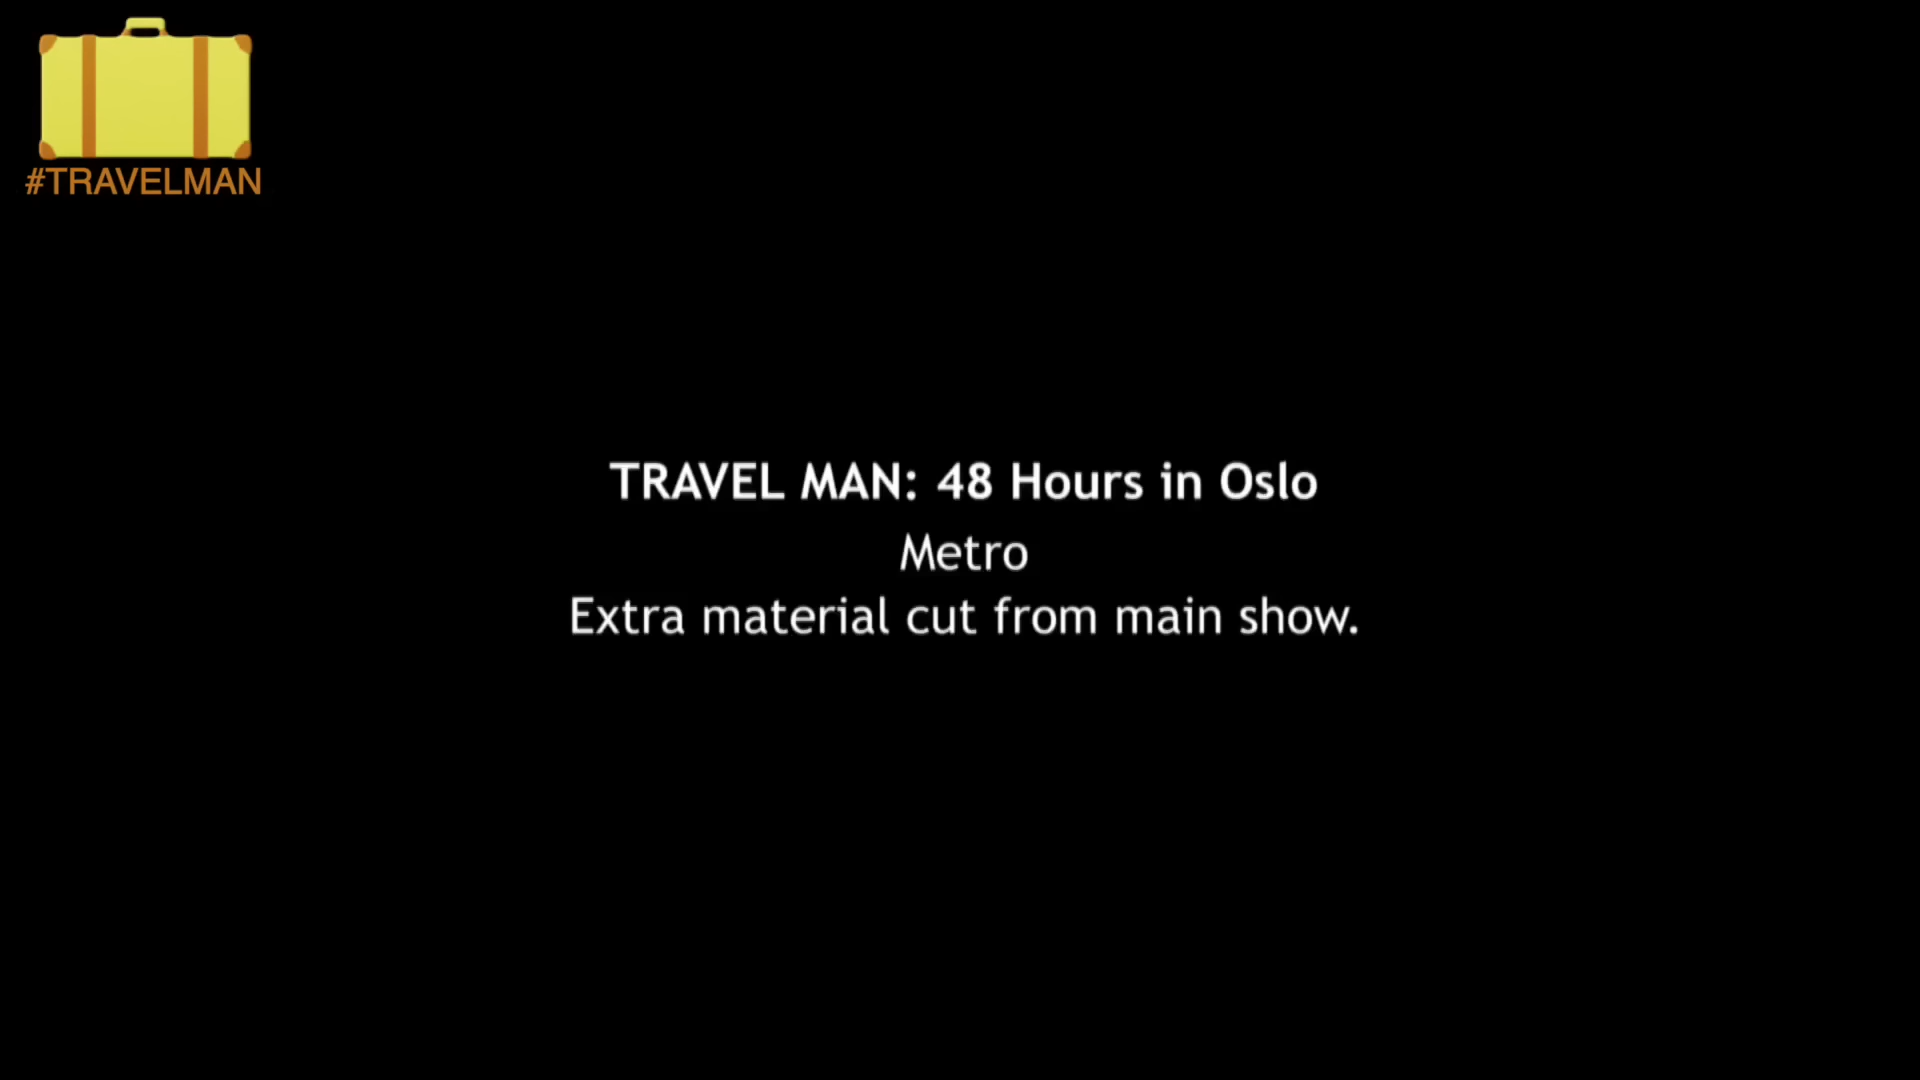 #TRAVELMAN
TRAVEL MAN: 48 Hours in Oslo
Metro
Extra material cut from main show.